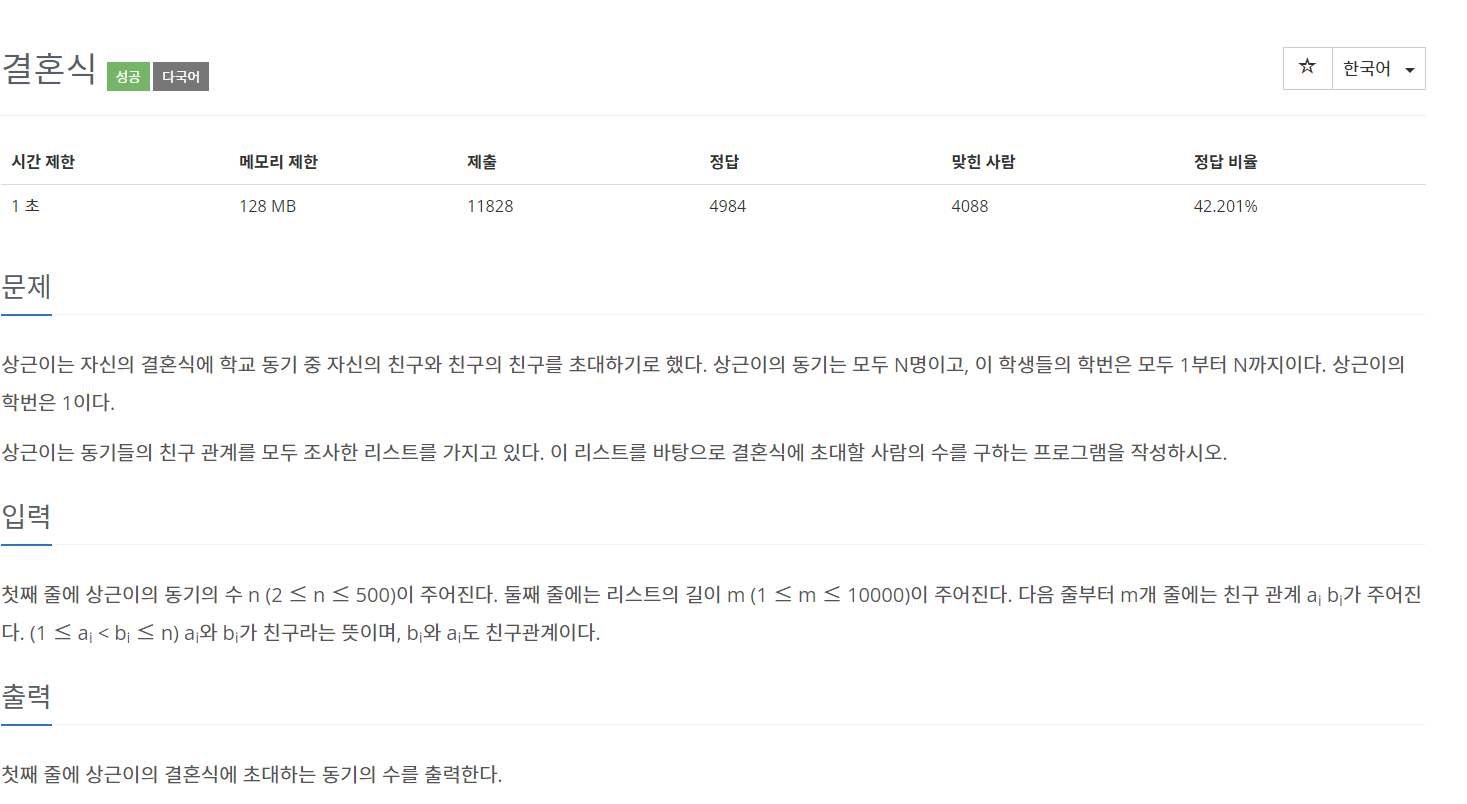 결혼식 성공 다국어 ☆ 한국어
시간 제한 메모리 제한 제출 정답 맞힌 사람 정답 비율
1 초 128 MB 11828 4984 4088 42.201%
문제
상근이는 자신의 결혼식에 학교 동기 중 자신의 친구와 친구의 친구를 초대하기로 했다. 상근이의 동기는 모두 N명이고, 이 학생들의 학번은 모두 1부터 N까지이다. 상근이의
학번은 1이다.
상근이는 동기들의 친구 관계를 모두 조사한 리스트를 가지고 있다. 이 리스트를 바탕으로 결혼식에 초대할 사람의 수를 구하는 프로그램을 작성하시오.
입력
첫째 줄에 상근이의 동기의 수 n (2 ≤ n ≤ 500)이 주어진다. 둘째 줄에는 리스트의 길이 m (1 ≤ m ≤ 10000)이 주어진다. 다음 줄부터 m개 줄에는 친구 관계 ai bi가 주어진
다. (1 ≤ ai < bi ≤ n) ai와 bi가 친구라는 뜻이며, bi와 ai도 친구관계이다.
출력
첫째 줄에 상근이의 결혼식에 초대하는 동기의 수를 출력한다.